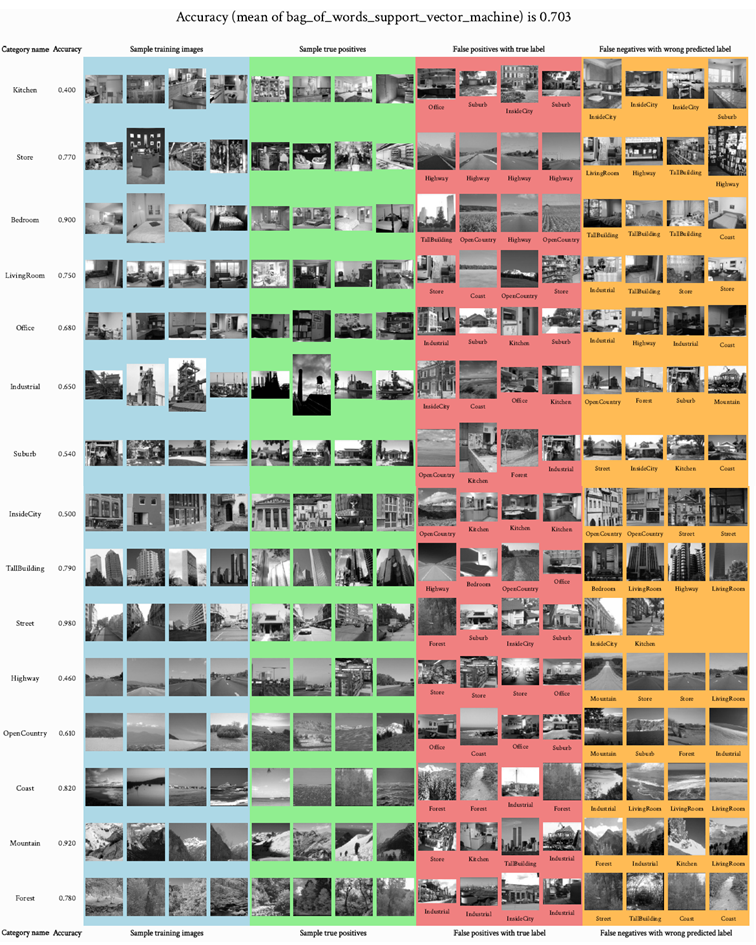 Accuracy (mean of bag_of_words_support_vector_machine) is 0.703
Category name Accuracy Sample training images Sample true positives False positives with true label False negatives with wrong predicted label
Kitchen 0.400
Office Suburb InsideCity Suburb InsideCity InsideCity InsideCity Suburb
Store 0.770
Highway Highway Highway Highway LivingRoom Highway TallBuilding Highway
Bedroom 0.900
TallBuilding OpenCountry Highway OpenCountry TallBuilding TallBuilding TallBuilding Coast
LivingRoom 0.750
Store Coast OpenCountry Store Industrial TallBuilding Store Store
Office 0.680
Industrial Suburb Kitchen Suburb Industrial Highway Industrial Coast
Industrial 0.650
InsideCity Coast Office Kitchen OpenCountry Forest Suburb Mountain
Suburb 0.540
OpenCountry Kitchen Forest Industrial Street InsideCity Kitchen Coast
InsideCity 0.500
OpenCountry Kitchen Kitchen Kitchen OpenCountry OpenCountry Street Street
TallBuilding 0.790
Highway Bedroom OpenCountry Office Bedroom LivingRoom Highway LivingRoom
Street 0.980
Forest Suburb InsideCity Suburb InsideCity Kitchen
Highway 0.460
Store Store Store Office Mountain Store Store LivingRoom
OpenCountry 0.610
Office Coast Office Suburb Mountain Suburb Forest Industrial
Coast 0.820
Forest Forest Industrial Forest Industrial LivingRoom LivingRoom LivingRoom
Mountain 0.920
Store Kitchen TallBuilding Industrial Forest Industrial Kitchen LivingRoom
Forest 0.780
Industrial Industrial InsideCity Industrial Street TallBuilding Coast Coast
Category name Accuracy Sample training images Sample true positives False positives with true label False negatives with wrong predicted label